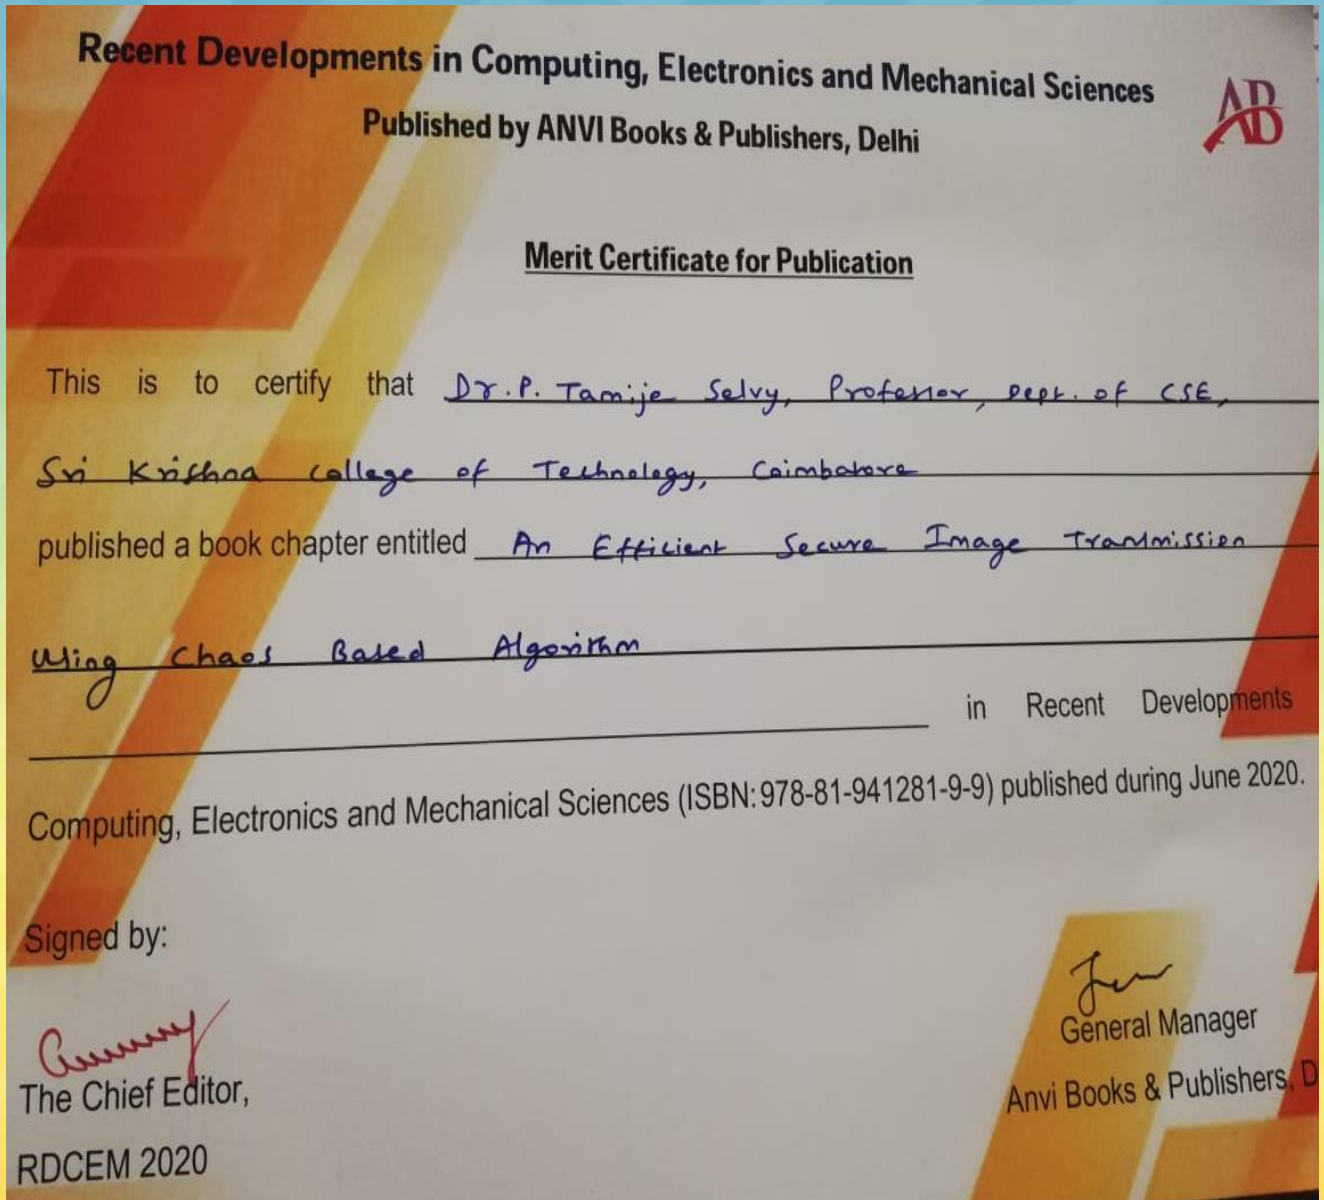 Recent Developments in Computing, Electronics and Mechanical Sciences
Published by ANVI Books & Publishers, Delhi
AB
Merit Certificate for Publication
This is to certify that Dr. P. Tamije Selvy, Professor, Dept. of CSE,
Sri Krishna College of Technology, Coimbatore
published a book chapter entitled An Efficient Secure Image Transmission
Using Chaos Based Algorithm
in Recent Developments
Computing, Electronics and Mechanical Sciences (ISBN:978-81-941281-9-9) published during June 2020.
Signed by:
General Manager
The Chief Editor,
Anvi Books & Publishers, D
RDCEM 2020